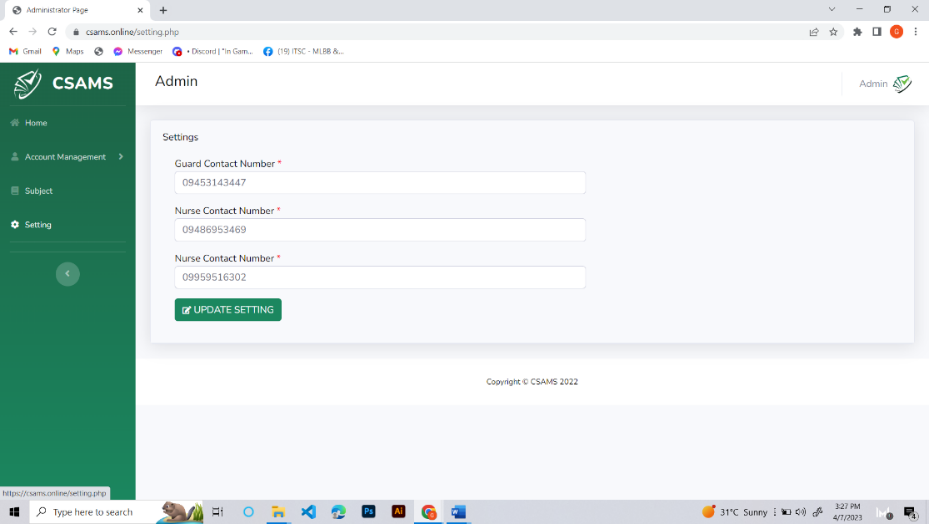 Administrator Page
csams.online/setting.php
G
Gmail
Maps
Messenger
• Discord | "In Gam...
(19) ITSC - MLBB &...
CSAMS
Admin
Admin
Home
Account Management
Subject
Setting
Settings
Guard Contact Number *
09453143447
Nurse Contact Number *
09486953469
Nurse Contact Number *
09959516302
UPDATE SETTING
Copyright © CSAMS 2022
https://csams.online/setting.php
Type here to search
Ps
Ai
31°C Sunny
3:27 PM
4/7/2023
4